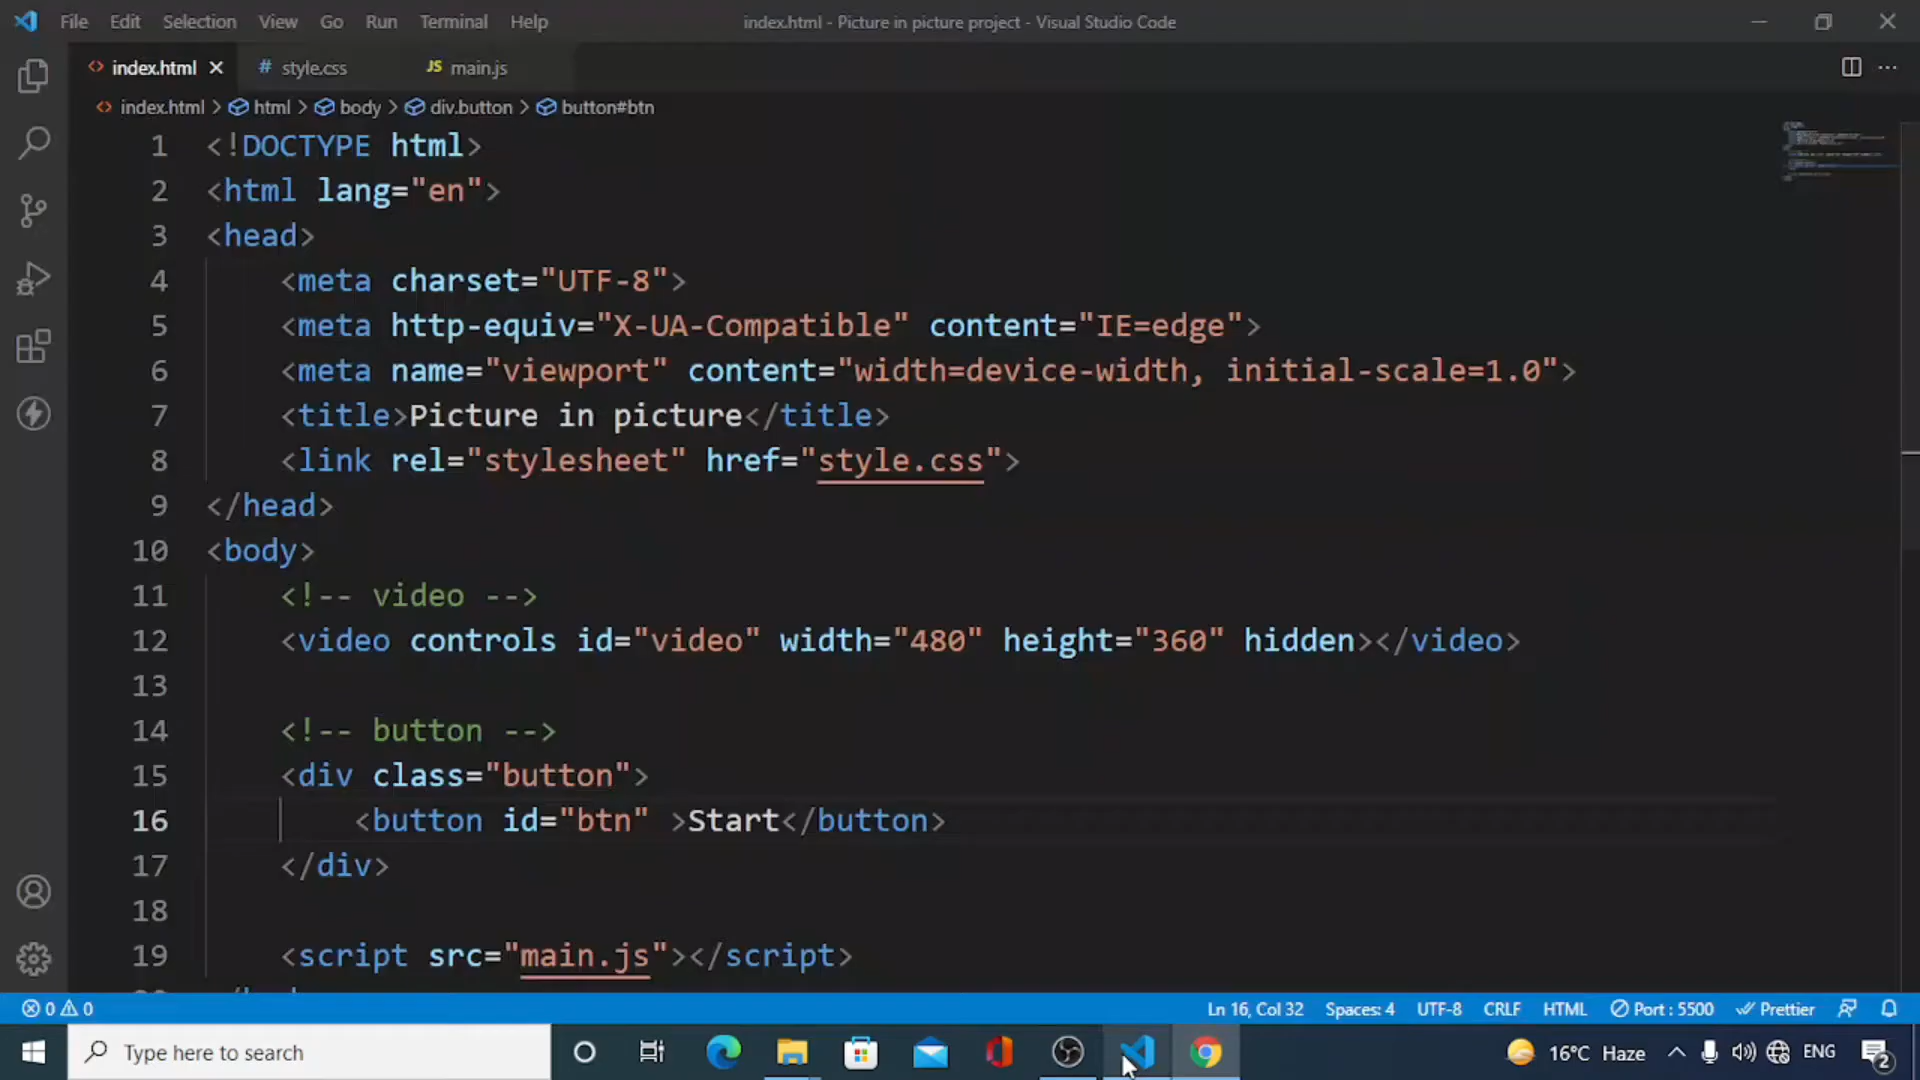 File Edit Selection View Go Run Terminal Help index.html - Picture in picture project - Visual Studio Code
index.html style.css JS main.js
index.html > html > body > div.button > button#btn
1 <!DOCTYPE html>
2 <html lang="en">
3 <head>
4 <meta charset="UTF-8">
5 <meta http-equiv="X-UA-Compatible" content="IE=edge">
6 <meta name="viewport" content="width=device-width, initial-scale=1.0">
7 <title>Picture in picture</title>
8 <link rel="stylesheet" href="style.css">
9 </head>
10 <body>
11 <!-- video -->
12 <video controls id="video" width="480" height="360" hidden></video>
13
14 <!-- button -->
15 <div class="button">
16 <button id="btn" >Start</button>
17 </div>
18
19 <script src="main.js"></script>
0 0 Ln 16, Col 32 Spaces: 4 UTF-8 CRLF HTML Port : 5500 Prettier
Type here to search 16°C Haze ENG 2